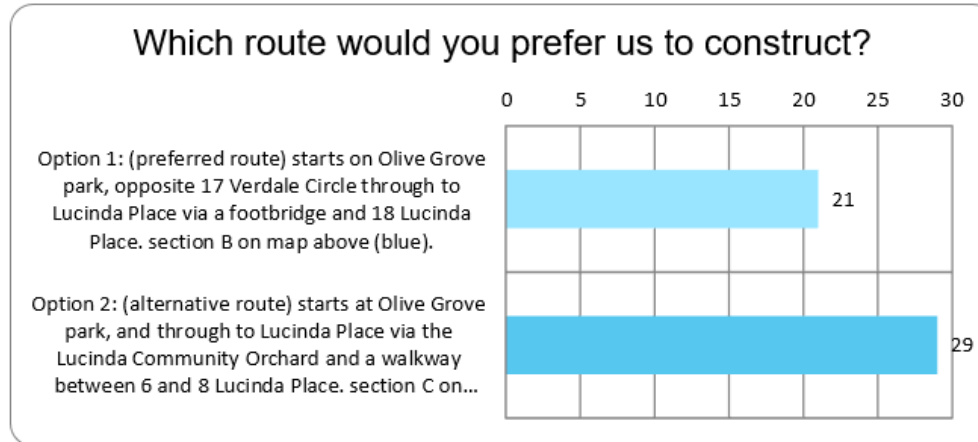 Which route would you prefer us to construct?
0 5 10 15 20 25 30
Option 1: (preferred route) starts on Olive Grove
park, opposite 17 Verdale Circle through to
Lucinda Place via a footbridge and 18 Lucinda
Place. section B on map above (blue).
21
Option 2: (alternative route) starts at Olive Grove
park, and through to Lucinda Place via the
Lucinda Community Orchard and a walkway
between 6 and 8 Lucinda Place. section C on...
29